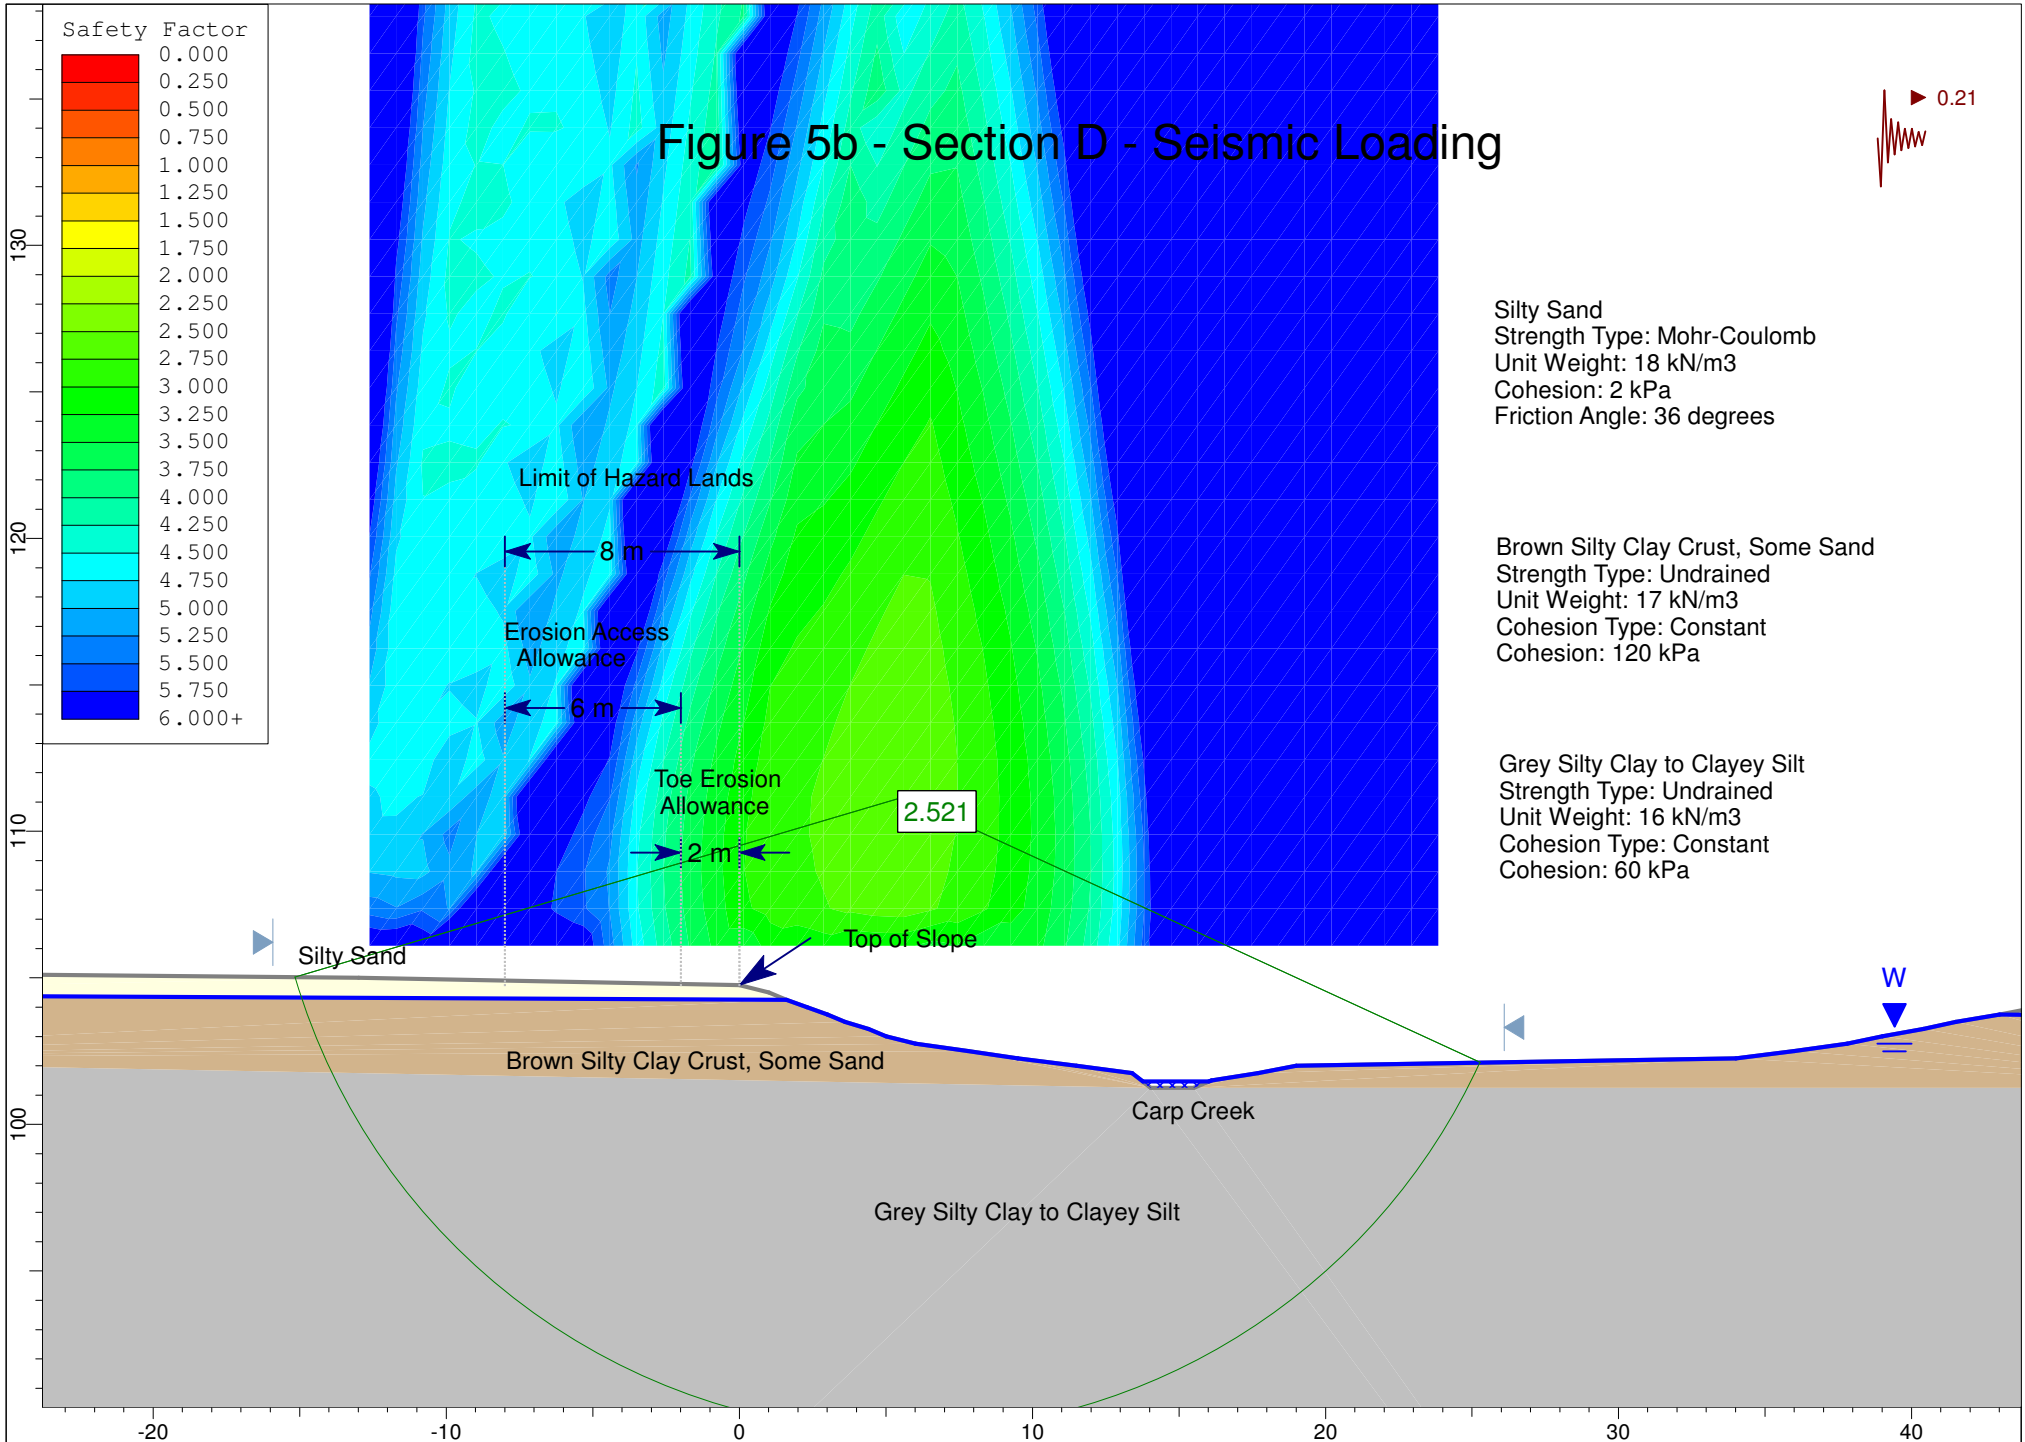 Safety Factor
0.000
0.250
0.500
0.750
1.000
1.250
1.500
1.750
2.000
2.250
2.500
2.750
3.000
3.250
3.500
3.750
4.000
4.250
4.500
4.750
5.000
5.250
5.500
5.750
6.000+
Figure 5b - Section D - Seismic Loading
0.21
Silty Sand
Strength Type: Mohr-Coulomb
Unit Weight: 18 kN/m3
Cohesion: 2 kPa
Friction Angle: 36 degrees
Brown Silty Clay Crust, Some Sand
Strength Type: Undrained
Unit Weight: 17 kN/m3
Cohesion Type: Constant
Cohesion: 120 kPa
Grey Silty Clay to Clayey Silt
Strength Type: Undrained
Unit Weight: 16 kN/m3
Cohesion Type: Constant
Cohesion: 60 kPa
Limit of Hazard Lands
8 m
Erosion Access
Allowance
6 m
Toe Erosion
Allowance
2 m
2.521
Top of Slope
Silty Sand
W
Brown Silty Clay Crust, Some Sand
Carp Creek
Grey Silty Clay to Clayey Silt
130
120
110
100
-20
-10
0
10
20
30
40